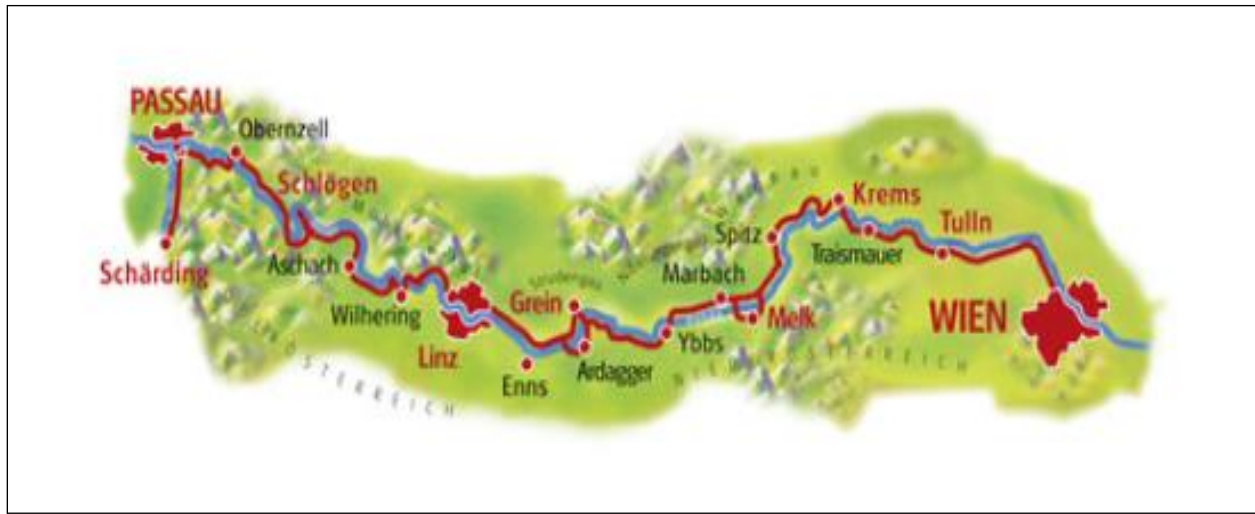 PASSAU
Obernzell
Schlögen
Schärding
Aschach
Wilhering
Linz
Enns
Grein
Ardagger
Ybbs
Marbach
Melk
Spitz
Krems
Traismauer
Tulln
WIEN